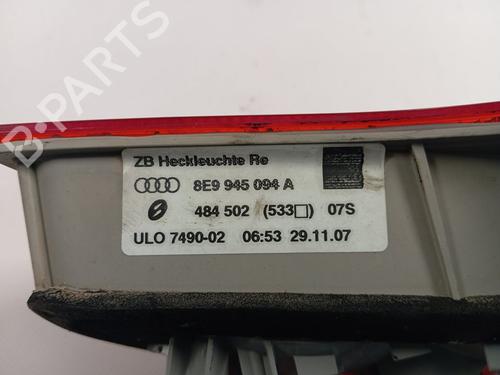 B-PARTS
ZB Heckleuchte Re
8E9 945 094 A
484 502 (533□) 07S
ULO 7490-02 06:53 29.11.07